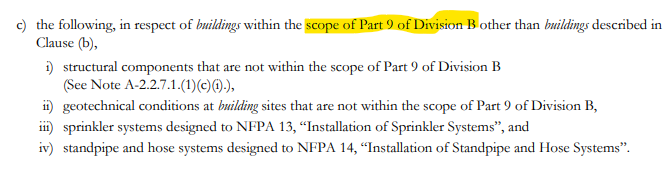 c) the following, in respect of buildings within the scope of Part 9 of Division B other than buildings described in
Clause (b),
i) structural components that are not within the scope of Part 9 of Division B
(See Note A-2.2.7.1.(1)(c)(i).),
ii) geotechnical conditions at building sites that are not within the scope of Part 9 of Division B,
iii) sprinkler systems designed to NFPA 13, “Installation of Sprinkler Systems”, and
iv) standpipe and hose systems designed to NFPA 14, “Installation of Standpipe and Hose Systems”.